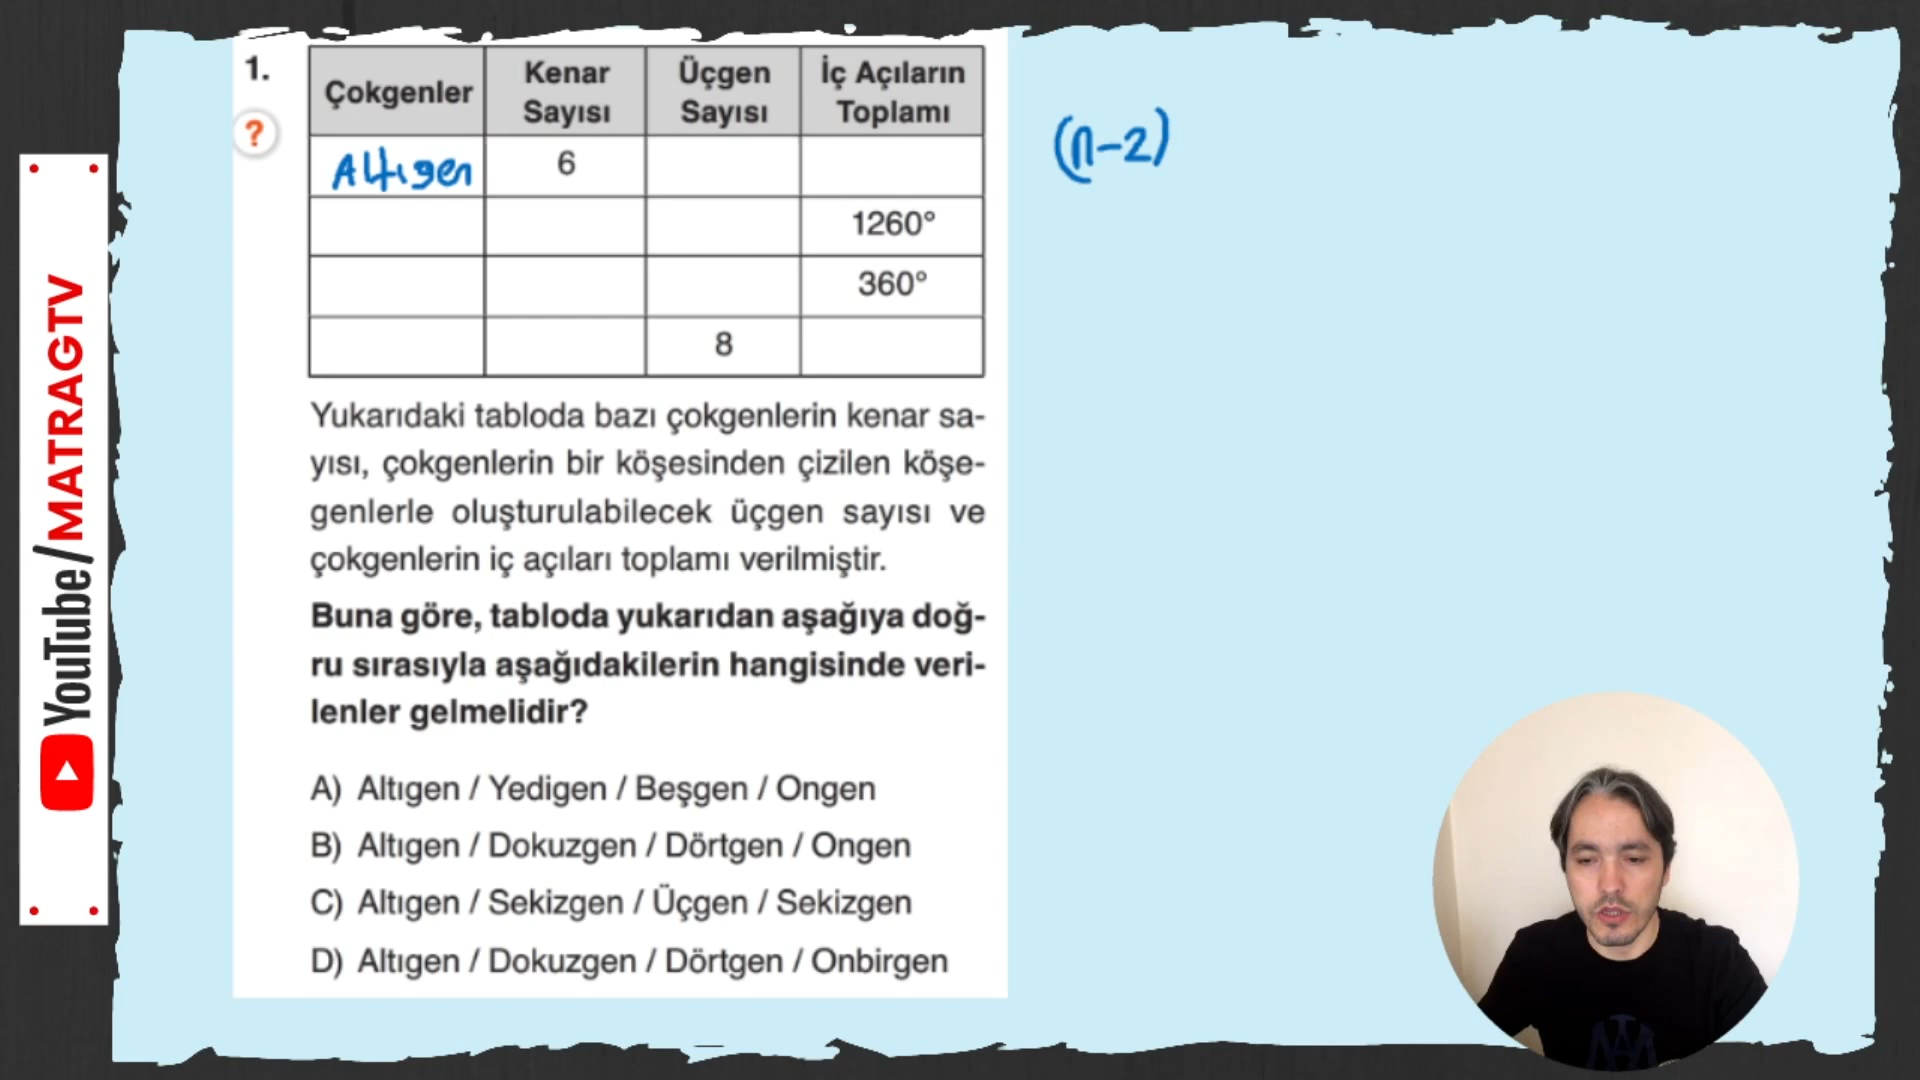 YouTube/MATRAGTV
1.
?
Çokgenler
Kenar Sayısı
Üçgen Sayısı
İç Açıların Toplamı
Altıgen
6
1260°
360°
8
(n-2)
Yukarıdaki tabloda bazı çokgenlerin kenar sa-
yısı, çokgenlerin bir köşesinden çizilen köşe-
genlerle oluşturulabilecek üçgen sayısı ve
çokgenlerin iç açıları toplamı verilmiştir.
Buna göre, tabloda yukarıdan aşağıya doğ-
ru sırasıyla aşağıdakilerin hangisinde veri-
lenler gelmelidir?
A) Altıgen / Yedigen / Beşgen / Ongen
B) Altıgen / Dokuzgen / Dörtgen / Ongen
C) Altıgen / Sekizgen / Üçgen / Sekizgen
D) Altıgen / Dokuzgen / Dörtgen / Onbirgen